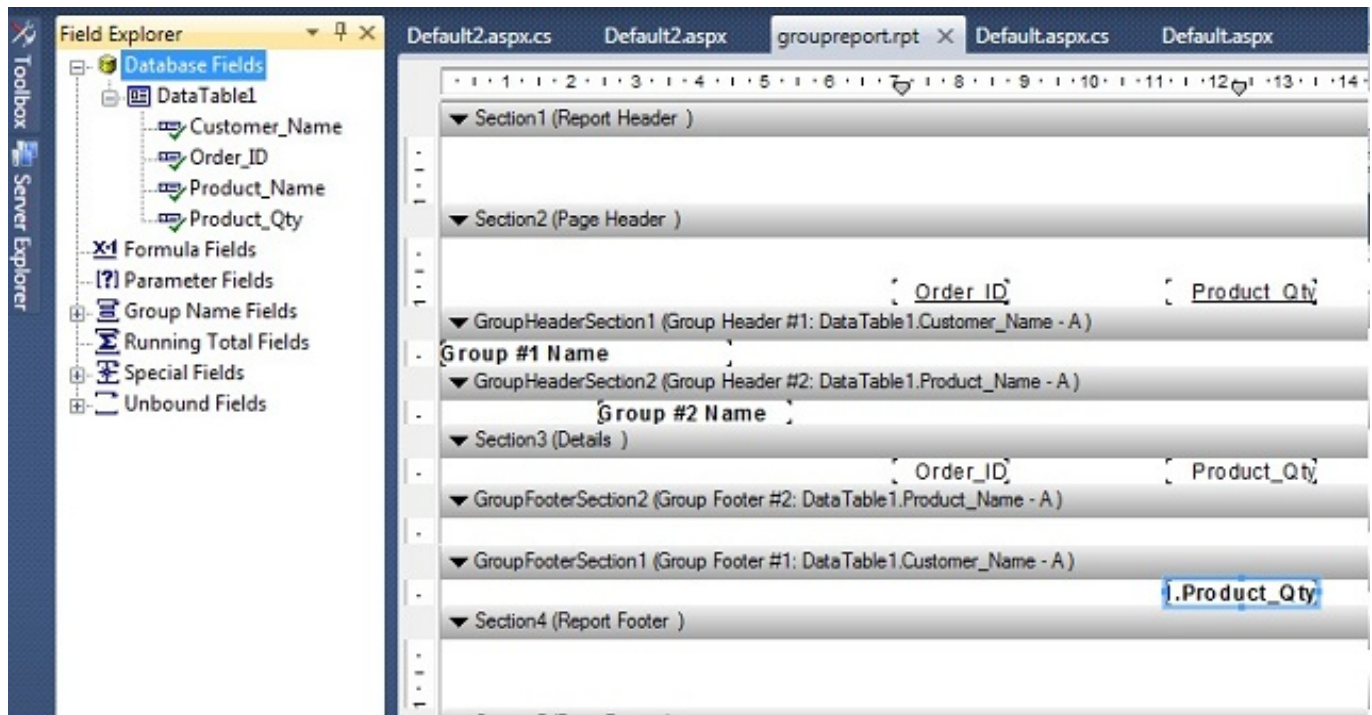 Toolbox
Server Explorer
Field Explorer
Database Fields
DataTable1
Customer_Name
Order_ID
Product_Name
Product_Qty
Formula Fields
Parameter Fields
Group Name Fields
Running Total Fields
Special Fields
Unbound Fields
Default2.aspx.cs Default2.aspx grouprepport.rpt Default.aspx.cs Default.aspx
1 2 3 4 5 6 7 8 9 10 11 12 13 14
Section1 (Report Header )
Section2 (Page Header )
Order_ID Product_Qty
GroupHeaderSection1 (Group Header #1: DataTable1.Customer_Name - A )
Group #1 Name
GroupHeaderSection2 (Group Header #2: DataTable1.Product_Name - A )
Group #2 Name
Section3 (Details )
Order_ID Product_Qty
GroupFooterSection2 (Group Footer #2: DataTable1.Product_Name - A )
GroupFooterSection1 (Group Footer #1: DataTable1.Customer_Name - A )
1.Product_Qty
Section4 (Report Footer )